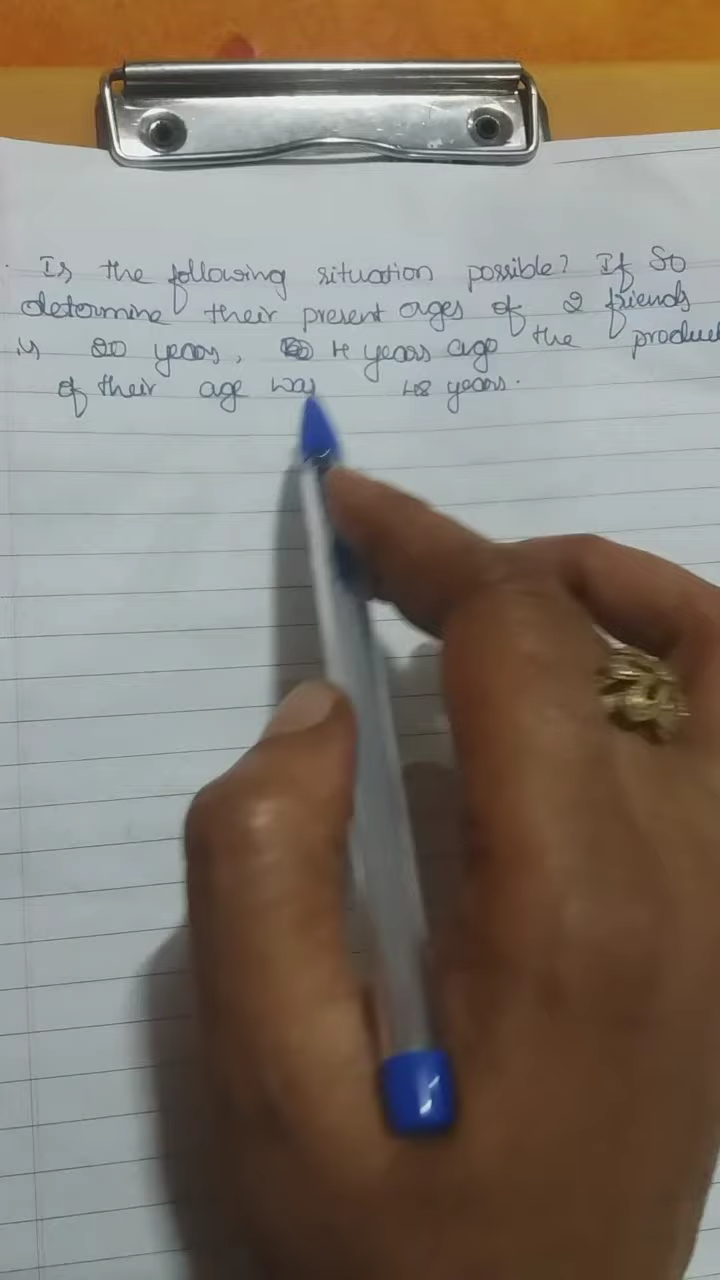 Is the following situation possible? If So
determine their present ages of 2 friends
is 20 years, 4 years ago the produc
of their age was 48 years.